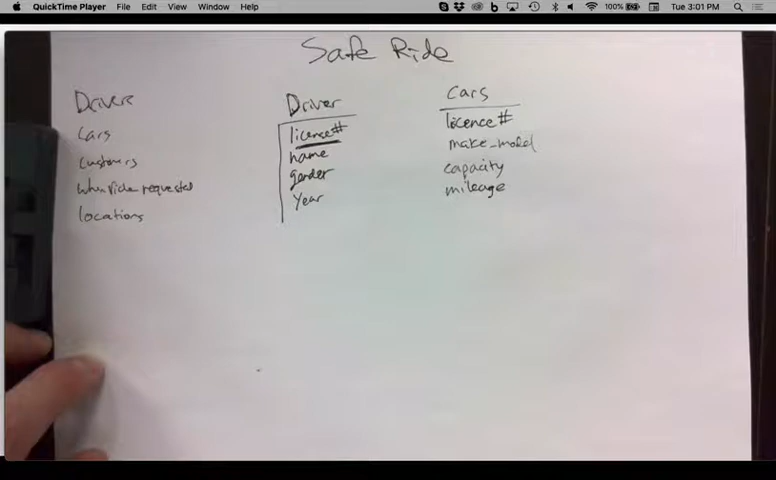 QuickTime Player File Edit View Window Help 100% Tue 3:01 PM
Safe Ride
Drivers
Cars
customers
when ride requested
locations
Driver
licence#
name
gender
Year
Cars
licence#
make_model
capacity
mileage